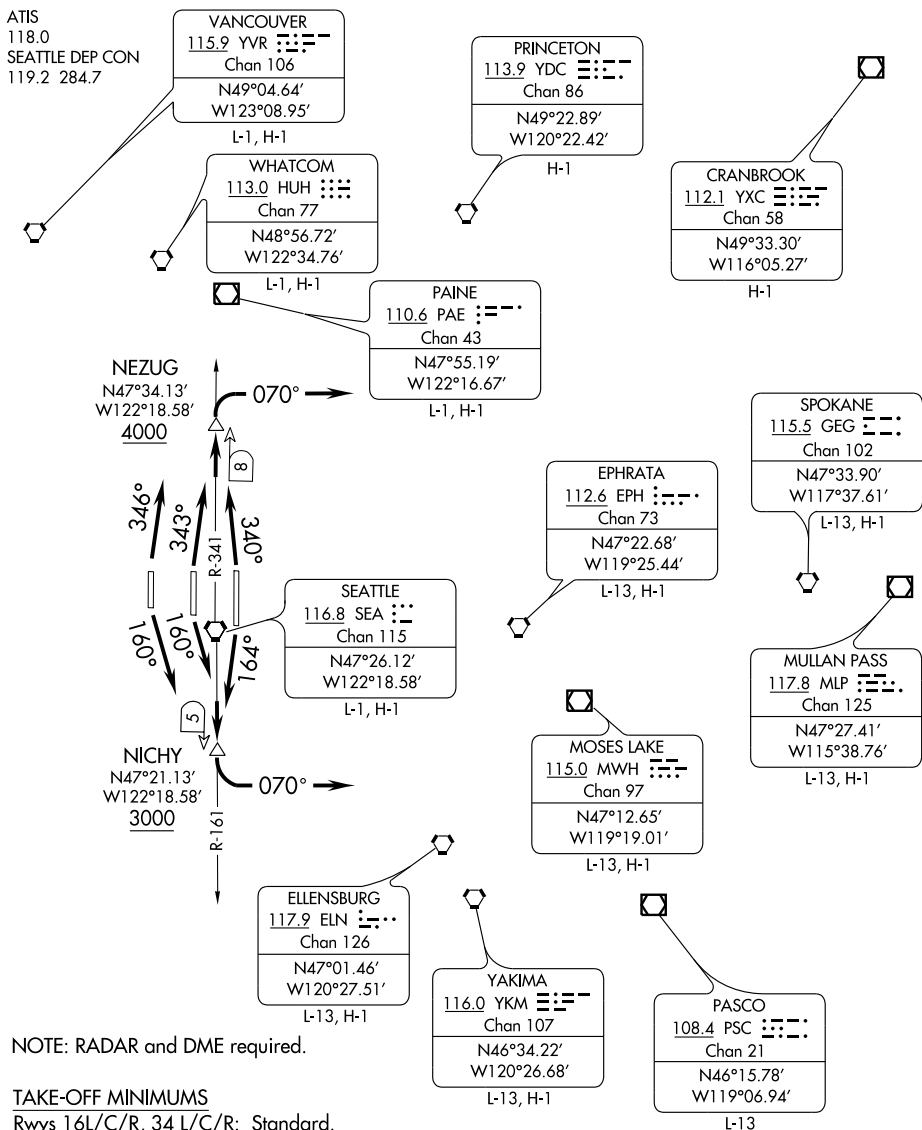 ATIS
118.0
SEATTLE DEP CON
119.2 284.7
VANCOUVER
115.9 YVR
Chan 106
N49°04.64'
W123°08.95'
L-1, H-1
PRINCETON
113.9 YDC
Chan 86
N49°22.89'
W120°22.42'
H-1
WHATCOM
113.0 HUH
Chan 77
N48°56.72'
W122°34.76'
L-1, H-1
CRANBROOK
112.1 YXC
Chan 58
N49°33.30'
W116°05.27'
H-1
PAINE
110.6 PAE
Chan 43
N47°55.19'
W122°16.67'
L-1, H-1
NEZUG
N47°34.13'
W122°18.58'
4000
070°
8
346°
343°
340°
R-341
SPOKANE
115.5 GEG
Chan 102
N47°33.90'
W117°37.61'
L-13, H-1
EPHRATA
112.6 EPH
Chan 73
N47°22.68'
W119°25.44'
L-13, H-1
SEATTLE
116.8 SEA
Chan 115
N47°26.12'
W122°18.58'
L-1, H-1
160°
160°
164°
5
MULLAN PASS
117.8 MLP
Chan 125
N47°27.41'
W115°38.76'
L-13, H-1
MOSES LAKE
115.0 MWH
Chan 97
N47°12.65'
W119°19.01'
L-13, H-1
NICHY
N47°21.13'
W122°18.58'
3000
070°
R-161
ELLENSBURG
117.9 ELN
Chan 126
N47°01.46'
W120°27.51'
L-13, H-1
YAKIMA
116.0 YKM
Chan 107
N46°34.22'
W120°26.68'
L-13, H-1
PASCO
108.4 PSC
Chan 21
N46°15.78'
W119°06.94'
L-13
NOTE: RADAR and DME required.
TAKE-OFF MINIMUMS
Rwys 16L/C/R, 34 L/C/R: Standard.